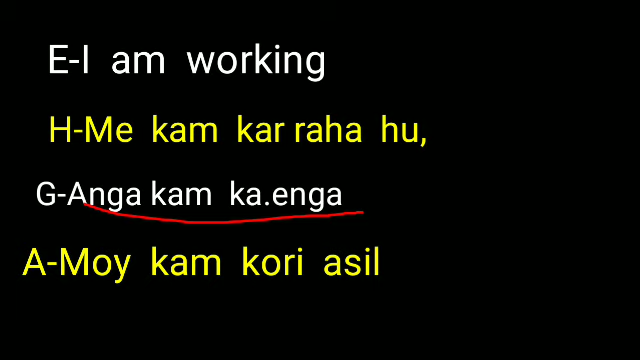 E-I am working
H-Me kam kar raha hu,
G-Anga kam ka.enga
A-Moy kam kori asil